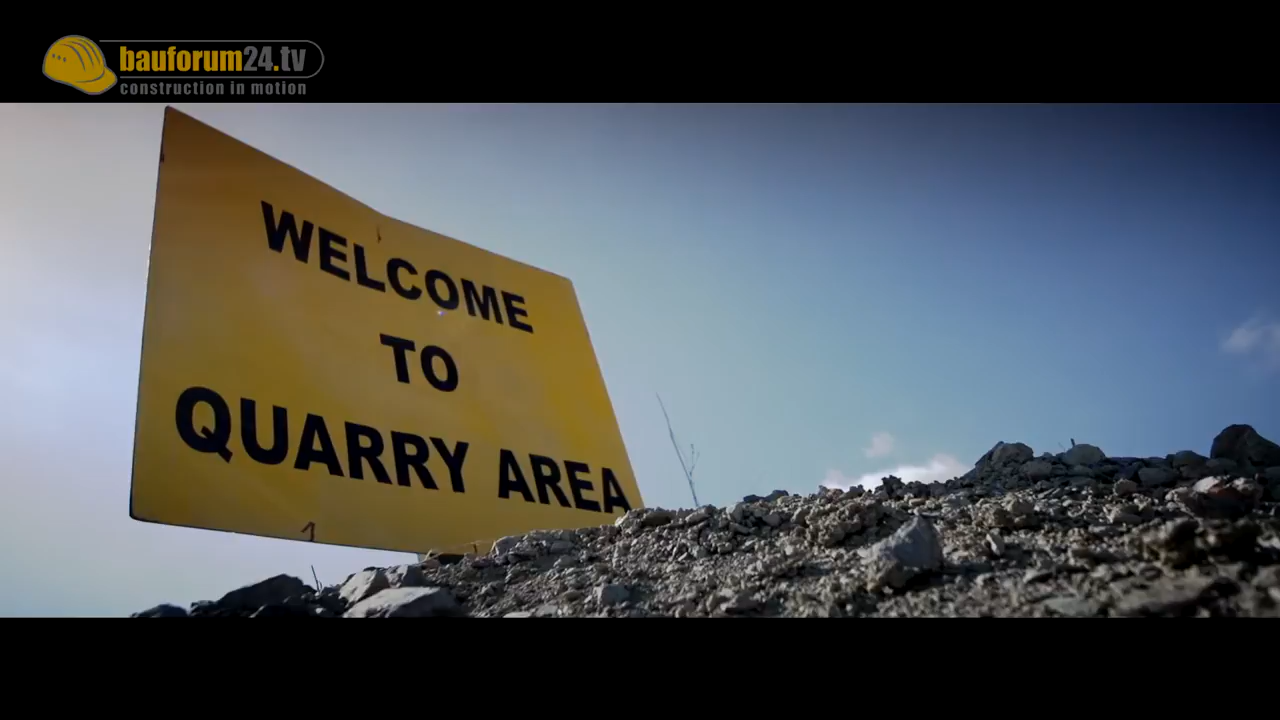 bauforum24.tv
construction in motion
WELCOME
TO
QUARRY AREA